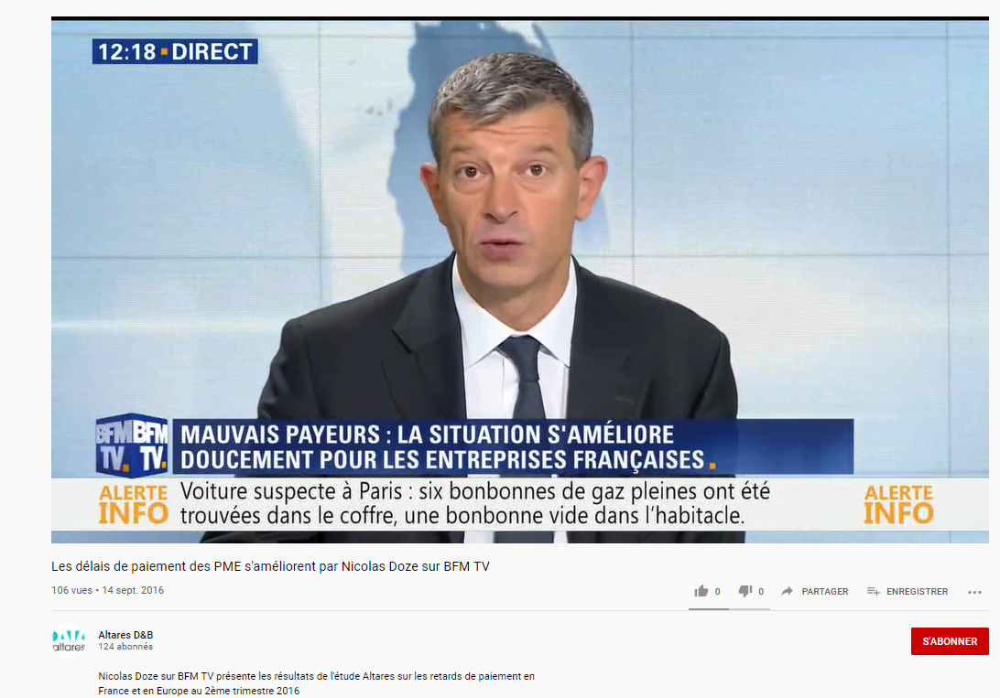 12:18 DIRECT
BFM BFM
TV. TV.
MAUVAIS PAYEURS : LA SITUATION S'AMÉLIORE
DOUCEMENT POUR LES ENTREPRISES FRANÇAISES.
ALERTE
INFO
Voiture suspecte à Paris : six bonbonnes de gaz pleines ont été
trouvées dans le coffre, une bonbonne vide dans l'habitacle.
ALERTE
INFO
Les délais de paiement des PME s'améliorent par Nicolas Doze sur BFM TV
106 vues • 14 sept. 2016
0
0
PARTAGER
ENREGISTRER
altares
Altares D&B
124 abonnés
S'ABONNER
Nicolas Doze sur BFM TV présente les résultats de l'étude Altares sur les retards de paiement en
France et en Europe au 2ème trimestre 2016